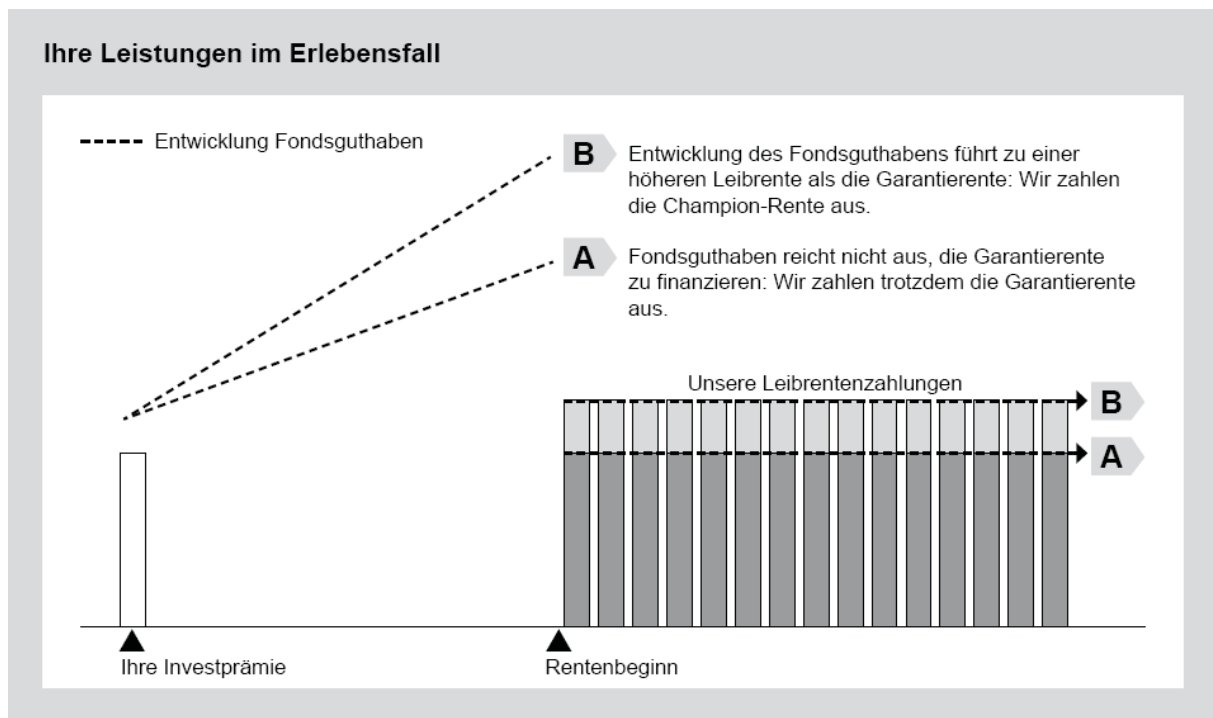 Ihre Leistungen im Erlebensfall
Entwicklung Fondsguthaben
B
Entwicklung des Fondsguthabens führt zu einer
höheren Leibrente als die Garantierente: Wir zahlen
die Champion-Rente aus.
A
Fondsguthaben reicht nicht aus, die Garantierente
zu finanzieren: Wir zahlen trotzdem die Garantierente
aus.
Unsere Leibrentenzahlungen
B
A
Ihre Investprämie
Rentenbeginn